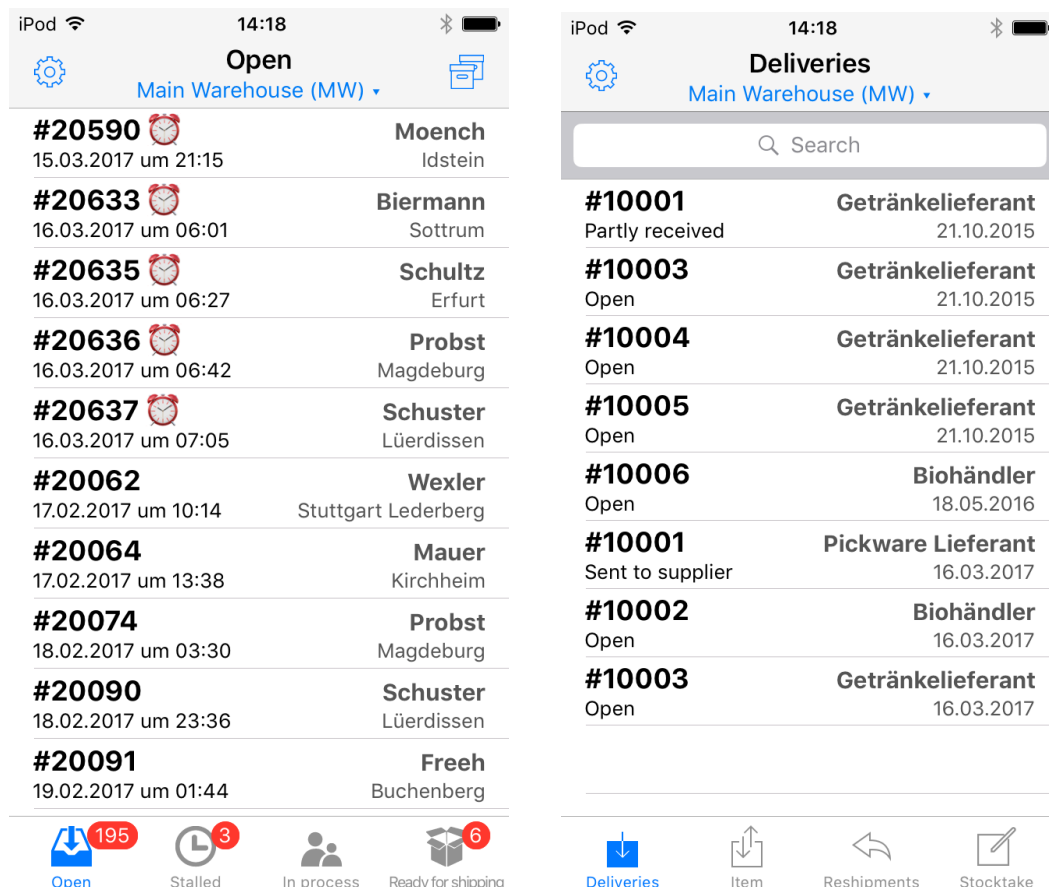 iPod 14:18
Open
Main Warehouse (MW) ▾
#20590 ⏰ Moench
15.03.2017 um 21:15 Idstein
#20633 ⏰ Biermann
16.03.2017 um 06:01 Sottrum
#20635 ⏰ Schultz
16.03.2017 um 06:27 Erfurt
#20636 ⏰ Probst
16.03.2017 um 06:42 Magdeburg
#20637 ⏰ Schuster
16.03.2017 um 07:05 Lüerdissen
#20062 Wexler
17.02.2017 um 10:14 Stuttgart Lederberg
#20064 Mauer
17.02.2017 um 13:38 Kirchheim
#20074 Probst
18.02.2017 um 03:30 Magdeburg
#20090 Schuster
18.02.2017 um 23:36 Lüerdissen
#20091 Freeh
19.02.2017 um 01:44 Buchenberg
195 3 6
Open Stalled In process Ready for shipping
iPod 14:18
Deliveries
Main Warehouse (MW) ▾
Search
#10001 Getränkelieferant
Partly received 21.10.2015
#10003 Getränkelieferant
Open 21.10.2015
#10004 Getränkelieferant
Open 21.10.2015
#10005 Getränkelieferant
Open 21.10.2015
#10006 Biohändler
Open 18.05.2016
#10001 Pickware Lieferant
Sent to supplier 16.03.2017
#10002 Biohändler
Open 16.03.2017
#10003 Getränkelieferant
Open 16.03.2017
Deliveries Item Reshipments Stocktake